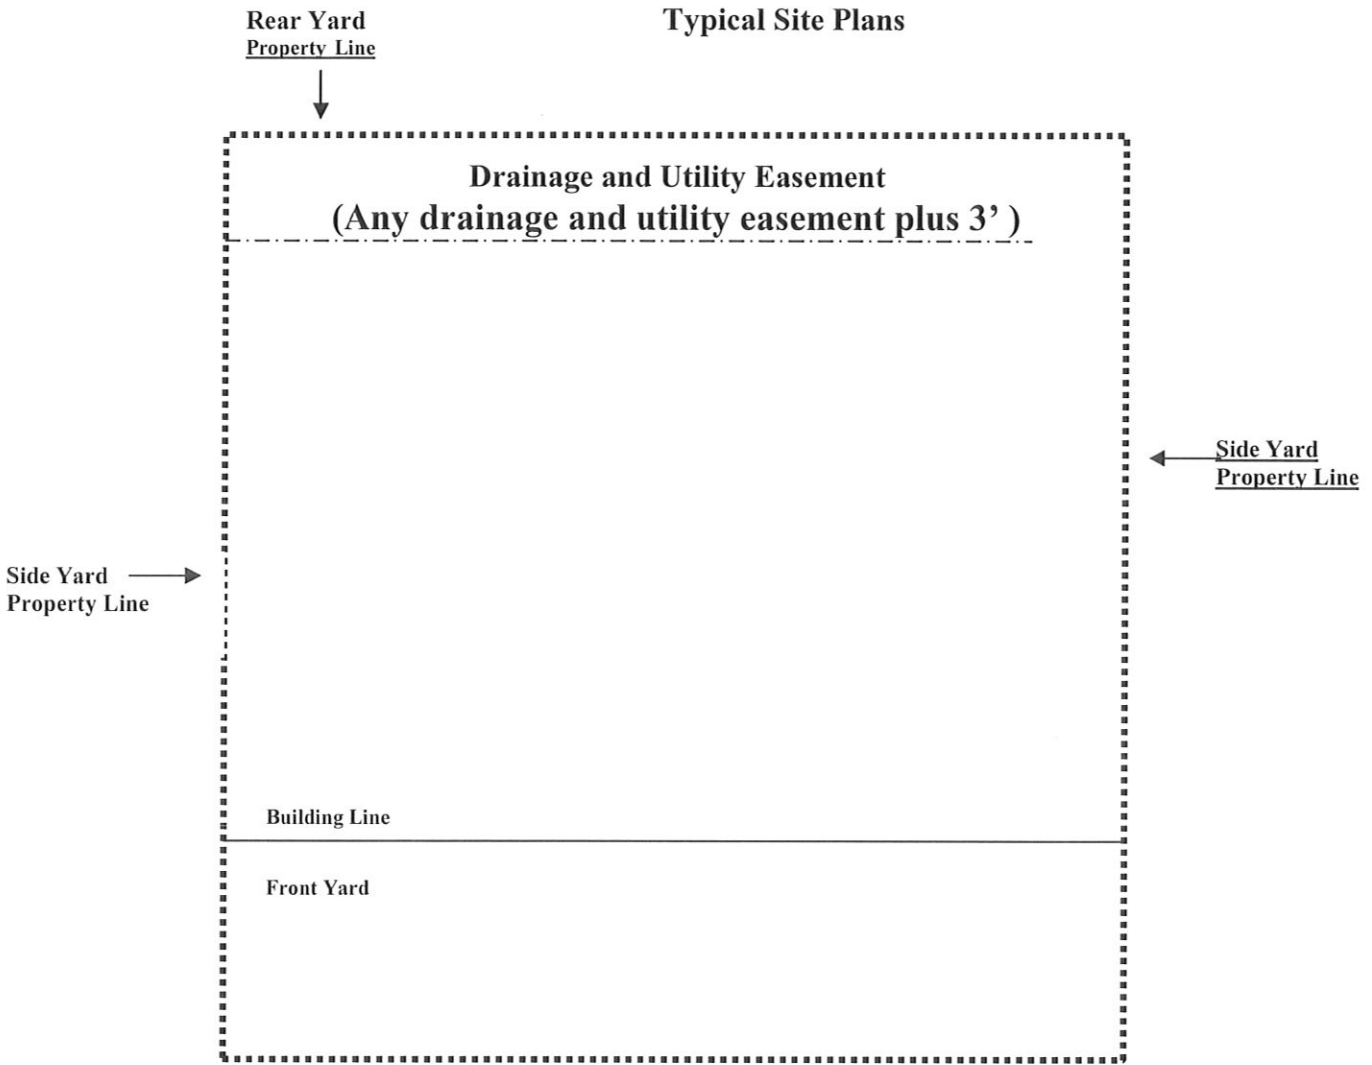 Typical Site Plans
Rear Yard
Property Line
Drainage and Utility Easement
(Any drainage and utility easement plus 3’ )
Side Yard
Property Line
Side Yard
Property Line
Building Line
Front Yard